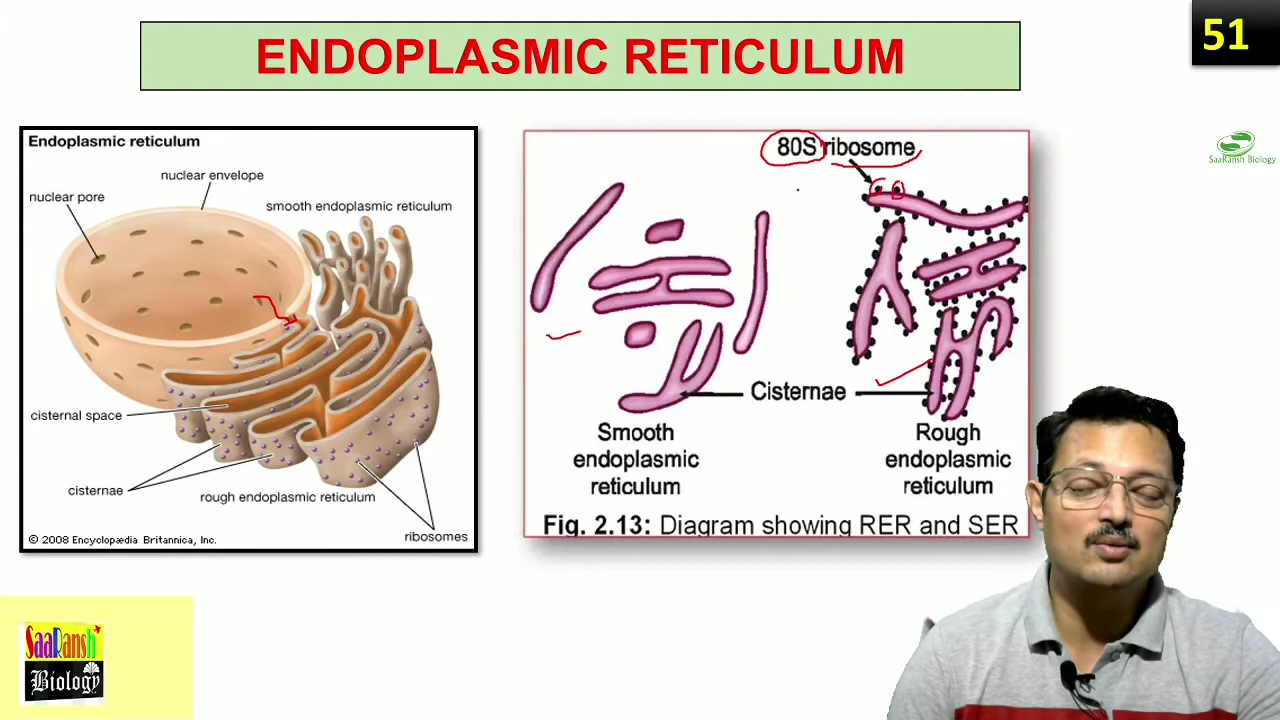 ENDOPLASMIC RETICULUM
51
SaaRansh Biology
Endoplasmic reticulum
nuclear envelope
nuclear pore
smooth endoplasmic reticulum
cisternal space
cisternae
rough endoplasmic reticulum
ribosomes
© 2008 Encyclopædia Britannica, Inc.
80S ribosome
Cisternae
Smooth
endoplasmic
reticulum
Rough
endoplasmic
reticulum
Fig. 2.13: Diagram showing RER and SER
SaaRansh
Biology